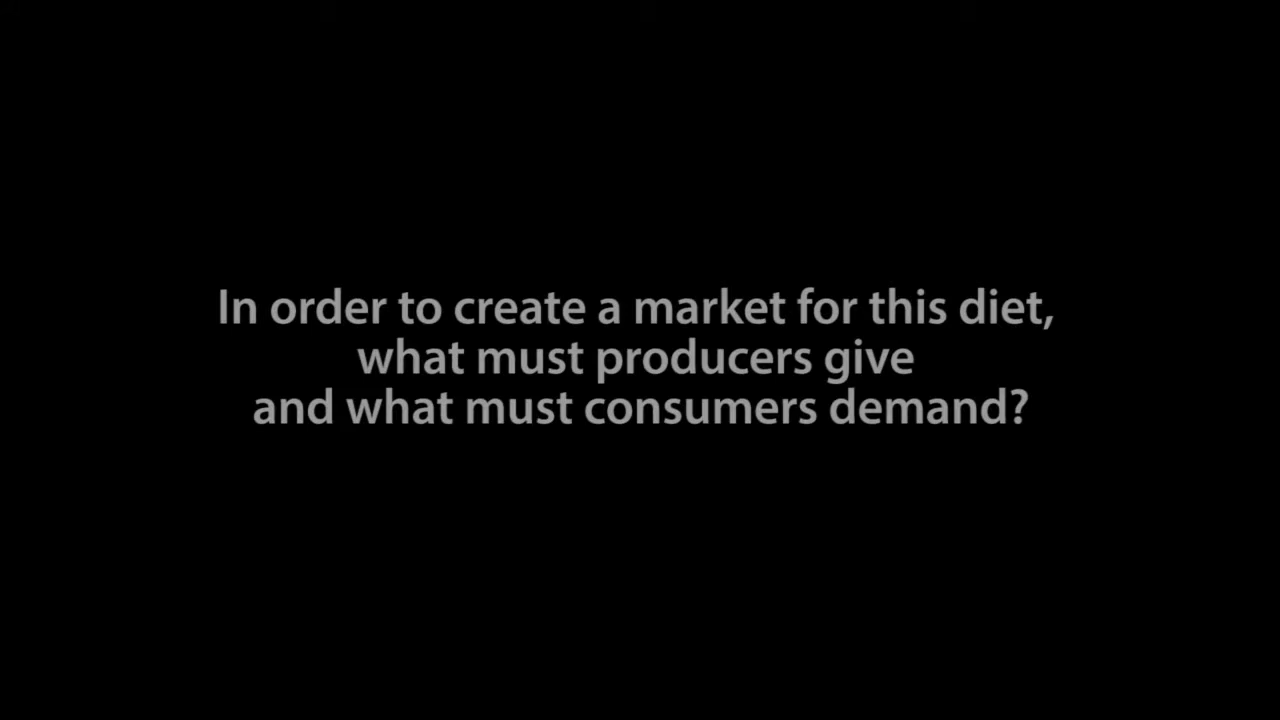 In order to create a market for this diet,
what must producers give
and what must consumers demand?